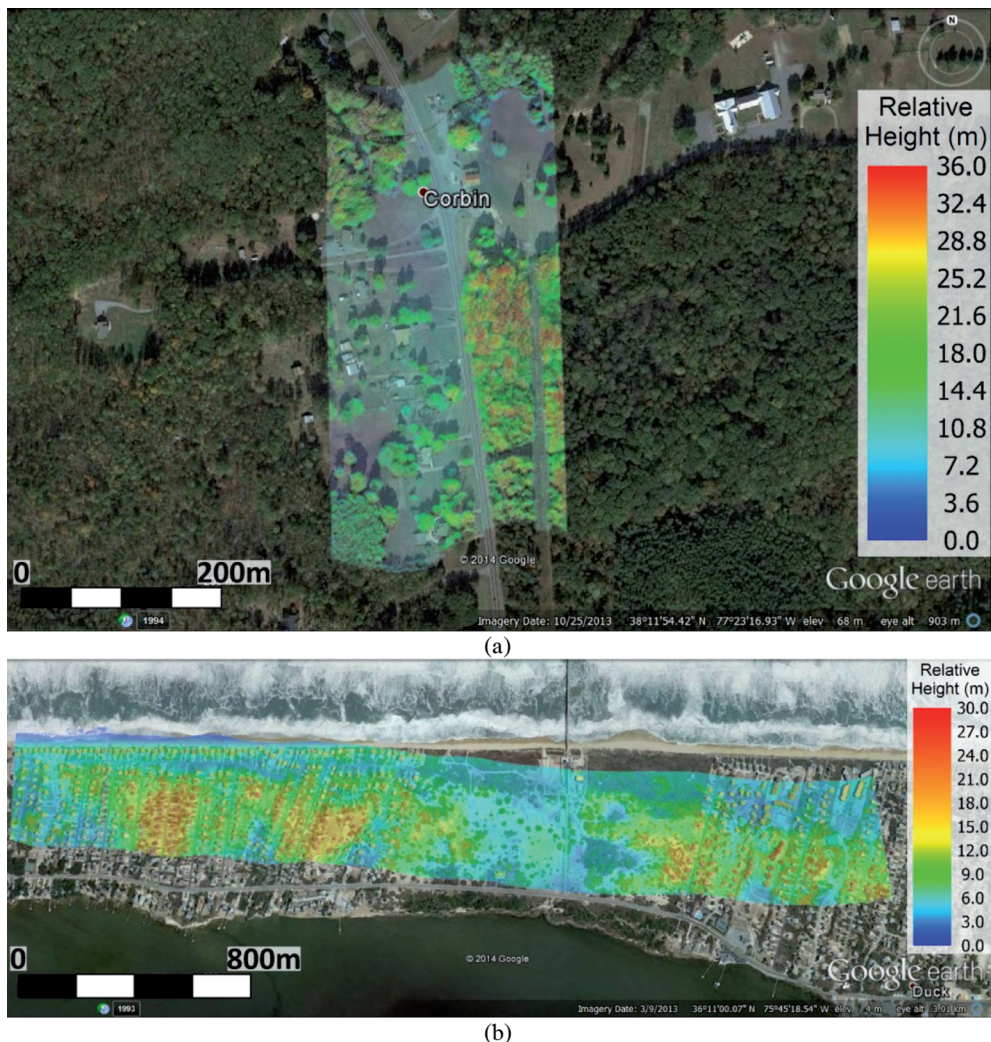 N
Relative
Height (m)
36.0
32.4
28.8
25.2
21.6
18.0
14.4
10.8
7.2
3.6
0.0
Corbin
© 2014 Google
0 200m
Google earth
1994
Imagery Date: 10/25/2013 38°11'54.42" N 77°23'16.93" W elev 68 m eye alt 903 m
(a)
Relative
Height (m)
30.0
27.0
24.0
21.0
18.0
15.0
12.0
9.0
6.0
3.0
0.0
0 800m
© 2014 Google
Google earth
Duck
1993
Imagery Date: 3/9/2013 36°11'00.07" N 75°45'18.54" W elev 4 m eye alt 3.01 km
(b)